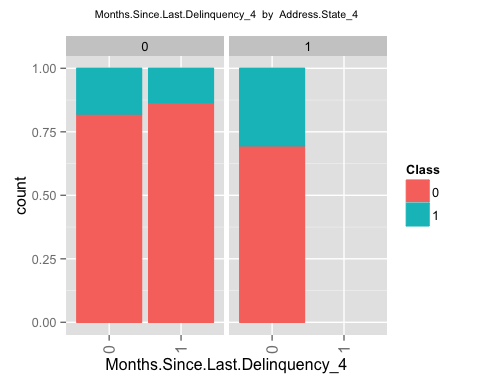 Months.Since.Last.Delinquency_4 by Address.State_4
0 1
1.00
0.75
0.50
0.25
0.00
count
0 1 0 1
Months.Since.Last.Delinquency_4
Class
0
1